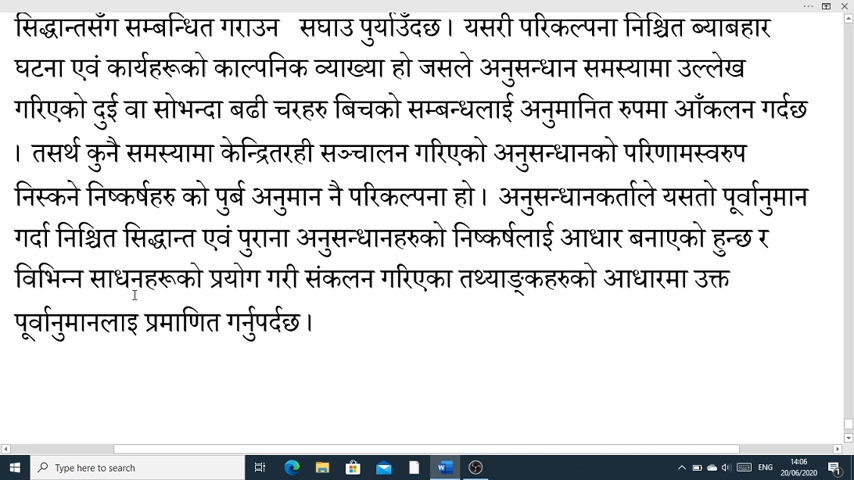 सिद्धान्तसँग सम्बन्धित गराउन सघाउ पुर्याउँदछ। यसरी परिकल्पना निश्चित ब्याबहार
घटना एवं कार्यहरूको काल्पनिक व्याख्या हो जसले अनुसन्धान समस्यामा उल्लेख
गरिएको दुई वा सोभन्दा बढी चरहरु बिचको सम्बन्धलाई अनुमानित रुपमा आँकलन गर्दछ
। तसर्थ कुनै समस्यामा केन्द्रितरही सञ्चालन गरिएको अनुसन्धानको परिणामस्वरुप
निस्कने निष्कर्षहरु को पुर्ब अनुमान नै परिकल्पना हो। अनुसन्धानकर्ताले यसतो पूर्वानुमान
गर्दा निश्चित सिद्धान्त एवं पुराना अनुसन्धानहरुको निष्कर्षलाई आधार बनाएको हुन्छ र
विभिन्न साधनहरूको प्रयोग गरी संकलन गरिएका तथ्याङ्कहरुको आधारमा उक्त
पूर्वानुमानलाइ प्रमाणित गर्नुपर्दछ।
Type here to search
ENG
14:06
20/06/2020